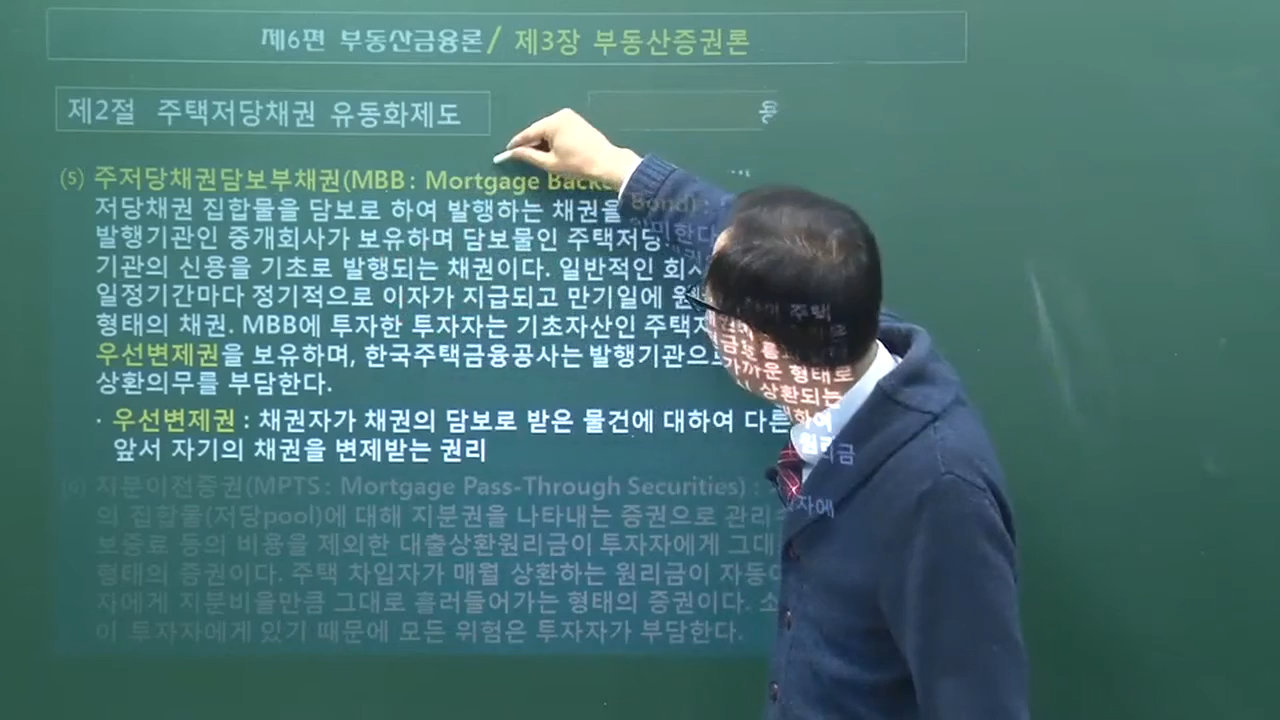 제6편 부동산금융론 / 제3장 부동산증권론
제2절 주택저당채권 유동화제도
(5) 주저당채권담보부채권(MBB: Mortgage Backe Bond) :
저당채권 집합물을 담보로 하여 발행하는 채권을
발행기관인 중개회사가 보유하며 담보물인 주택저당
기관의 신용을 기초로 발행되는 채권이다. 일반적인 회사
일정기간마다 정기적으로 이자가 지급되고 만기일에 원
형태의 채권. MBB에 투자한 투자자는 기초자산인 주택저
우선변제권을 보유하며, 한국주택금융공사는 발행기관으로
상환의무를 부담한다.
· 우선변제권 : 채권자가 채권의 담보로 받은 물건에 대하여 다른
앞서 자기의 채권을 변제받는 권리
(6) 지분이전증권(MPTS: Mortgage Pass-Through Securities) :
의 집합물(저당pool)에 대해 지분권을 나타내는 증권으로 관리
보증료 등의 비용을 제외한 대출상환원리금이 투자자에게 그대
형태의 증권이다. 주택 차입자가 매월 상환하는 원리금이 자동
자에게 지분비율만큼 그대로 흘러들어가는 형태의 증권이다. 소
이 투자자에게 있기 때문에 모든 위험은 투자자가 부담한다.